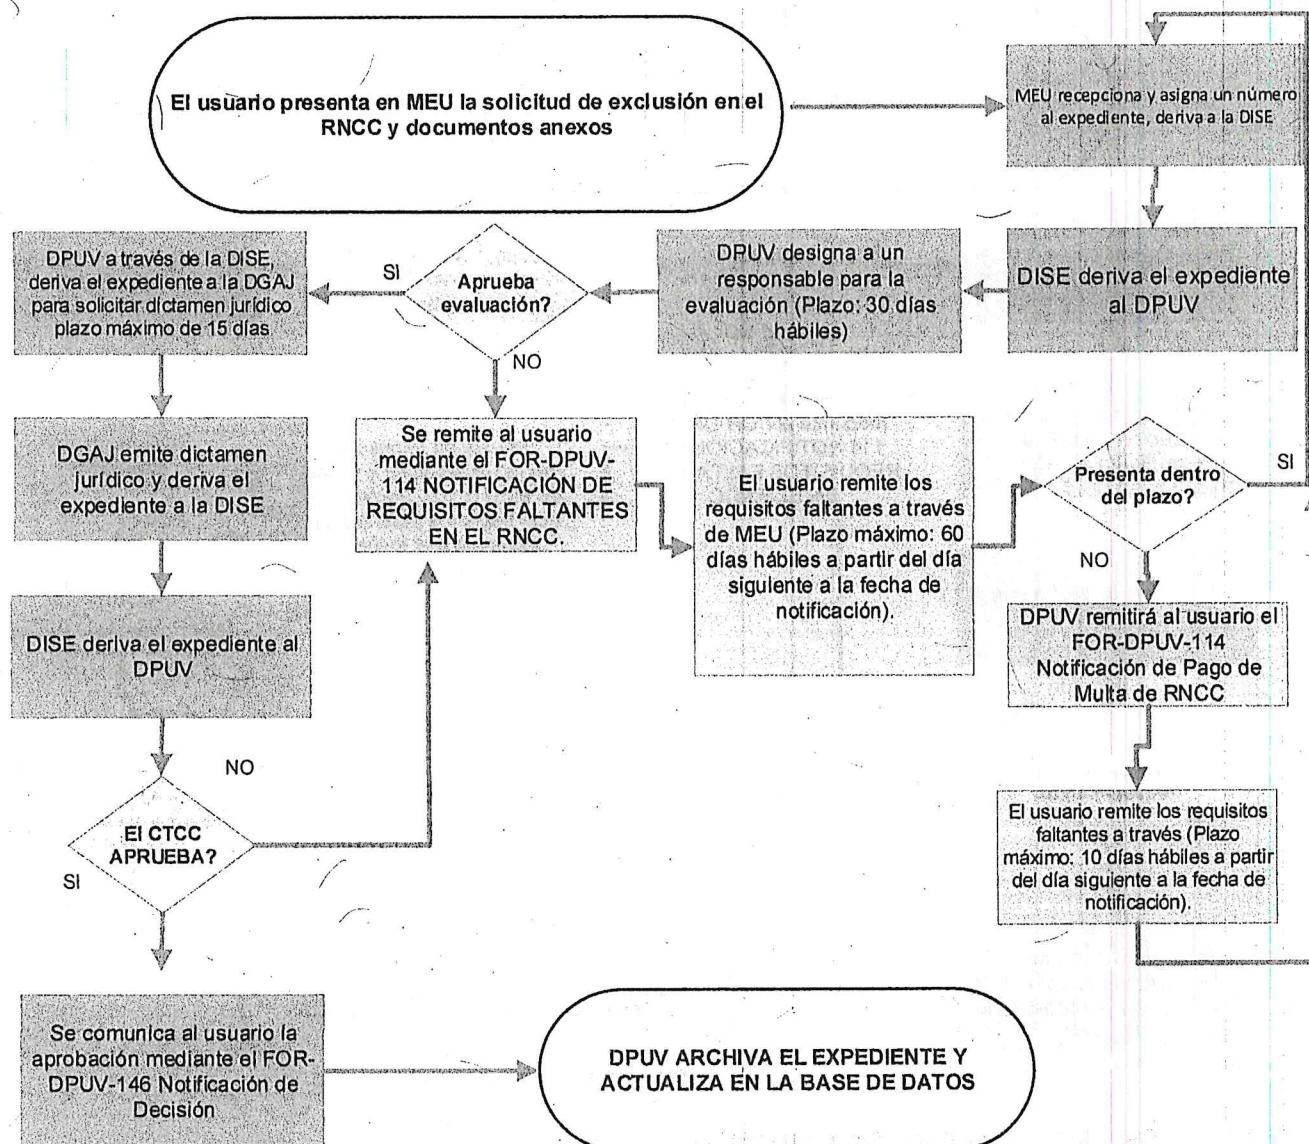 El usuario presenta en MEU la solicitud de exclusión en el
RNCC y documentos anexos
MEU recepciona y asigna un número
al expediente, deriva a la DISE
DISE deriva el expediente
al DPUV
DPUV designa a un
responsable para la
evaluación (Plazo: 30 días
hábiles)
Aprueba
evaluación?
SI
NO
DPUV a través de la DISE,
deriva el expediente a la DGAJ
para solicitar dictamen jurídico
plazo máximo de 15 días
DGAJ emite dictamen
jurídico y deriva el
expediente a la DISE
DISE deriva el expediente al
DPUV
NO
El CTCC
APRUEBA?
SI
Se comunica al usuario la
aprobación mediante el FOR-
DPUV-146 Notificación de
Decisión
DPUV ARCHIVA EL EXPEDIENTE Y
ACTUALIZA EN LA BASE DE DATOS
Se remite al usuario
mediante el FOR-DPUV-
114 NOTIFICACIÓN DE
REQUISITOS FALTANTES
EN EL RNCC.
El usuario remite los
requisitos faltantes a través
de MEU (Plazo máximo: 60
días hábiles a partir del día
siguiente a la fecha de
notificación).
Presenta dentro
del plazo?
SI
NO
DPUV remitirá al usuario el
FOR-DPUV-114
Notificación de Pago de
Multa de RNCC
El usuario remite los requisitos
faltantes a través (Plazo
máximo: 10 días hábiles a partir
del día siguiente a la fecha de
notificación).